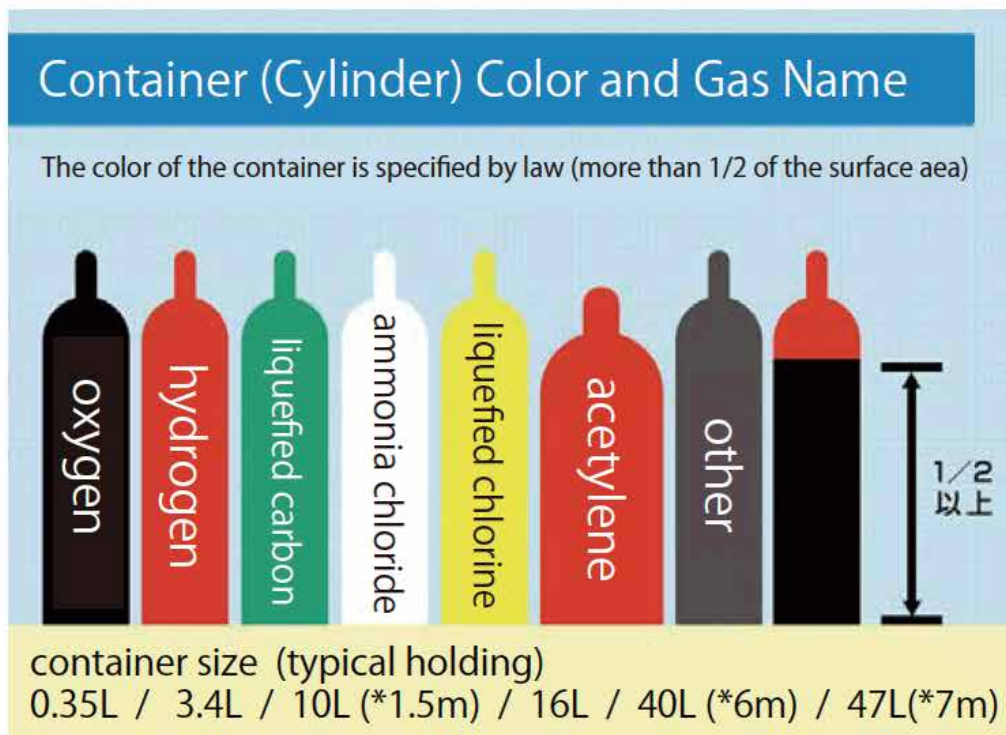 Container (Cylinder) Color and Gas Name
The color of the container is specified by law (more than 1/2 of the surface aea)
oxygen
hydrogen
liquefied carbon
ammonia chloride
liquefied chlorine
acetylene
other
1/2
以上
container size (typical holding)
0.35L / 3.4L / 10L (*1.5m) / 16L / 40L (*6m) / 47L(*7m)